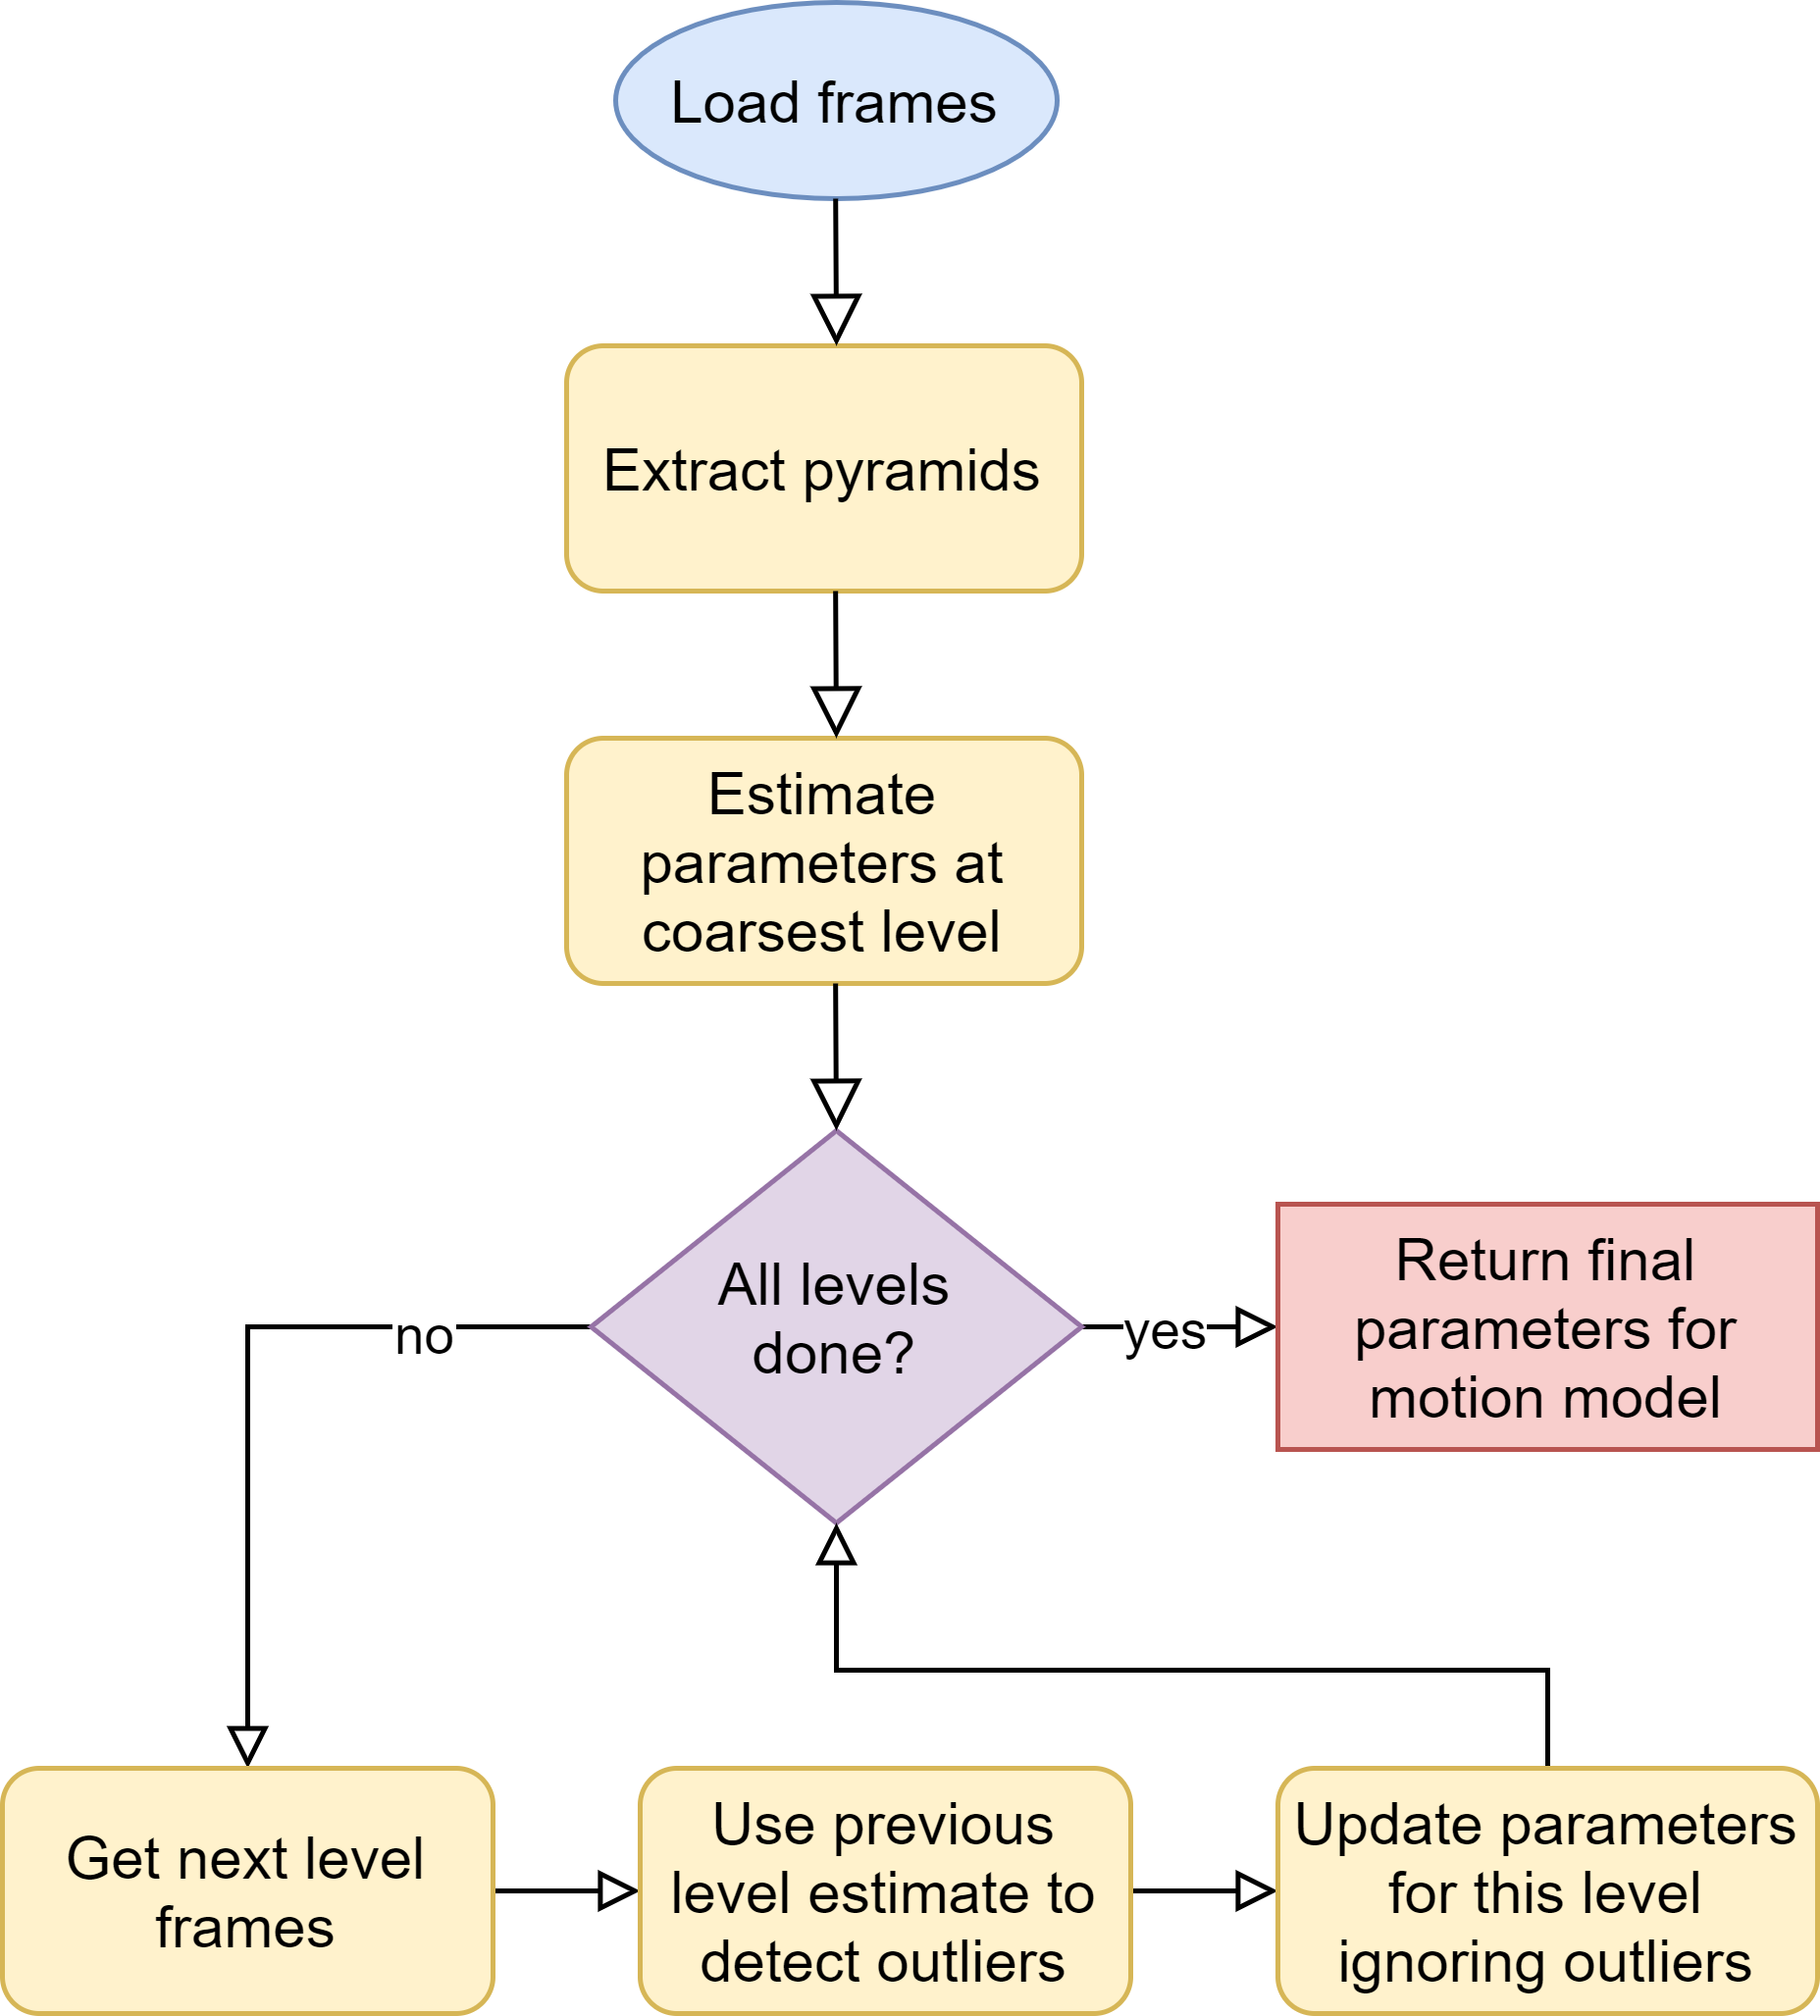 Load frames
Extract pyramids
Estimate
parameters at
coarsest level
All levels
done?
no
yes
Return final
parameters for
motion model
Get next level
frames
Use previous
level estimate to
detect outliers
Update parameters
for this level
ignoring outliers